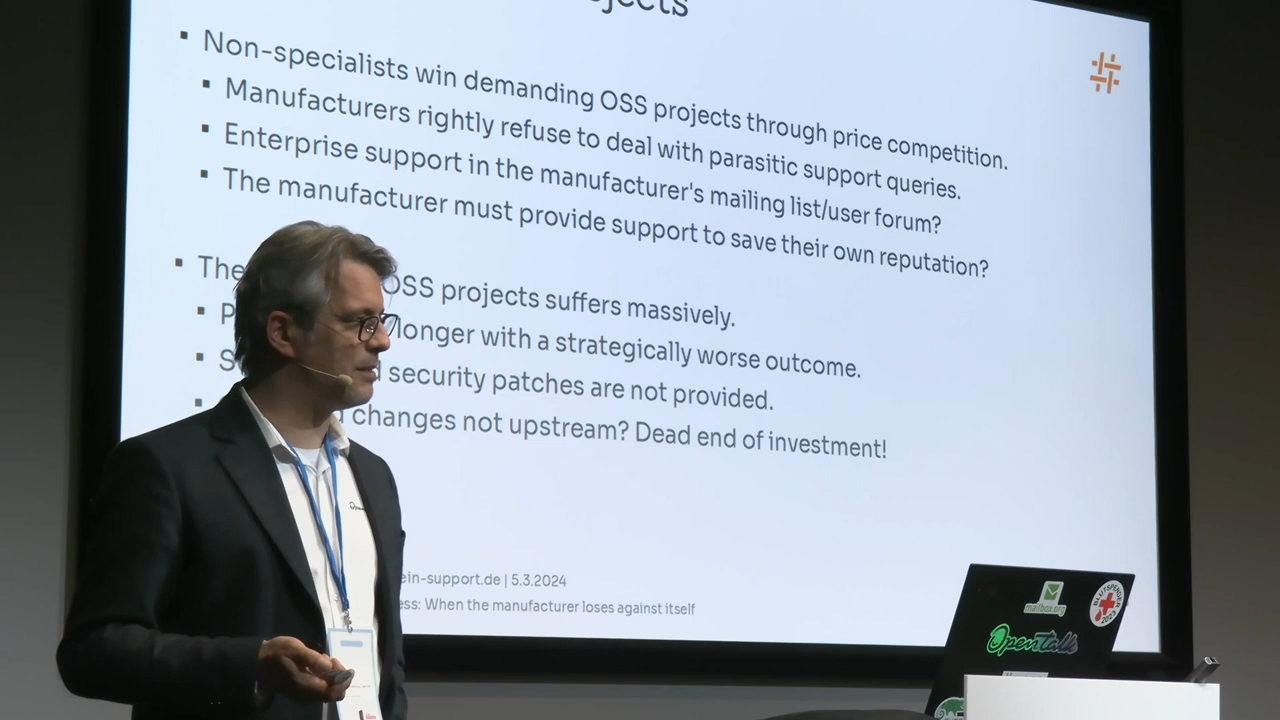 Non-specialists win demanding OSS projects through price competition.
Manufacturers rightly refuse to deal with parasitic support queries.
Enterprise support in the manufacturer's mailing list/user forum?
The manufacturer must provide support to save their own reputation?
OSS projects suffers massively.
longer with a strategically worse outcome.
security patches are not provided.
changes not upstream? Dead end of investment!
ein-support.de | 5.3.2024
ess: When the manufacturer loses against itself
mailbox.org
BLUTSPENDER
2023
OpenTalk